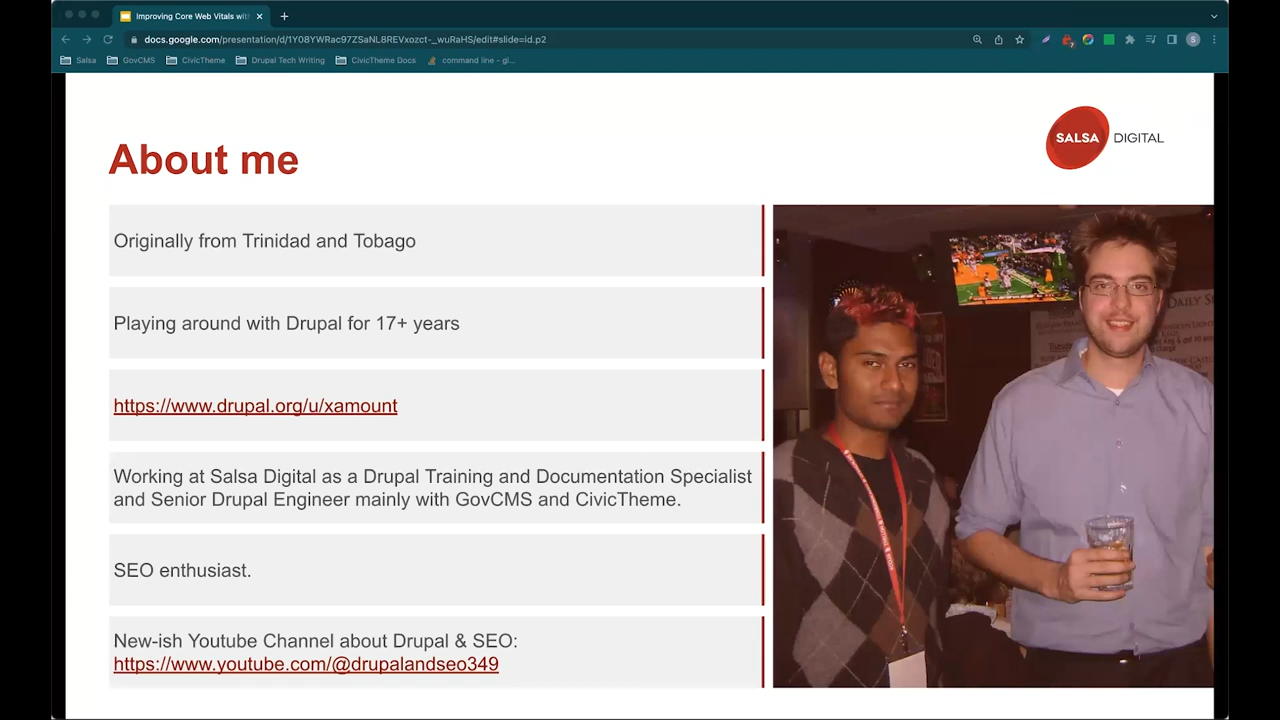 Improving Core Web Vitals with
docs.google.com/presentation/d/1Y08YWRac97ZSaNL8REVxozct-_wuRaHS/edit#slide=id.p2
S
Salsa
GovCMS
CivicTheme
Drupal Tech Writing
CivicTheme Docs
command line - gi...
SALSA DIGITAL
About me
Originally from Trinidad and Tobago
Playing around with Drupal for 17+ years
https://www.drupal.org/u/xamount
Working at Salsa Digital as a Drupal Training and Documentation Specialist
and Senior Drupal Engineer mainly with GovCMS and CivicTheme.
SEO enthusiast.
New-ish Youtube Channel about Drupal & SEO:
https://www.youtube.com/@drupalandseo349
DAILY